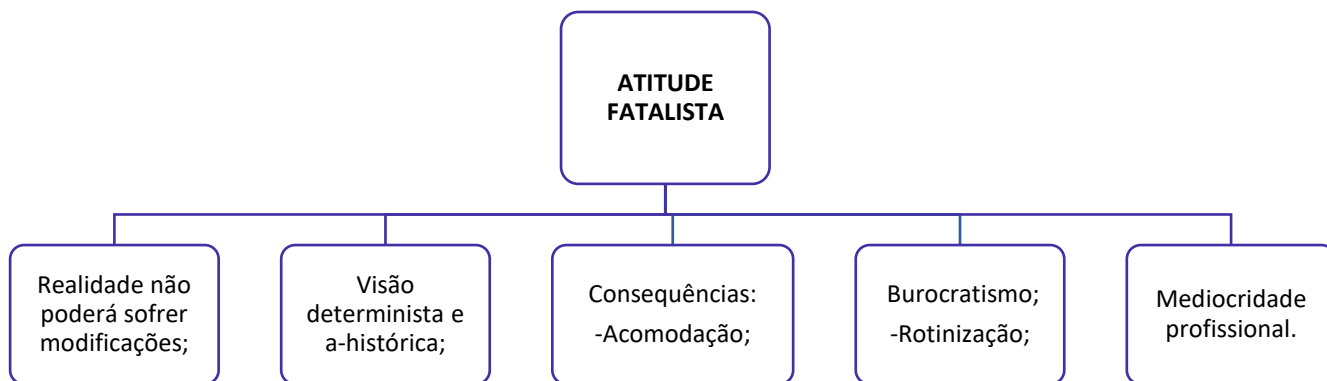 ATITUDE
FATALISTA
Realidade não
poderá sofrer
modificações;
Visão
determinista e
a-histórica;
Consequências:
-Acomodação;
Burocratismo;
-Rotinização;
Mediocridade
profissional.